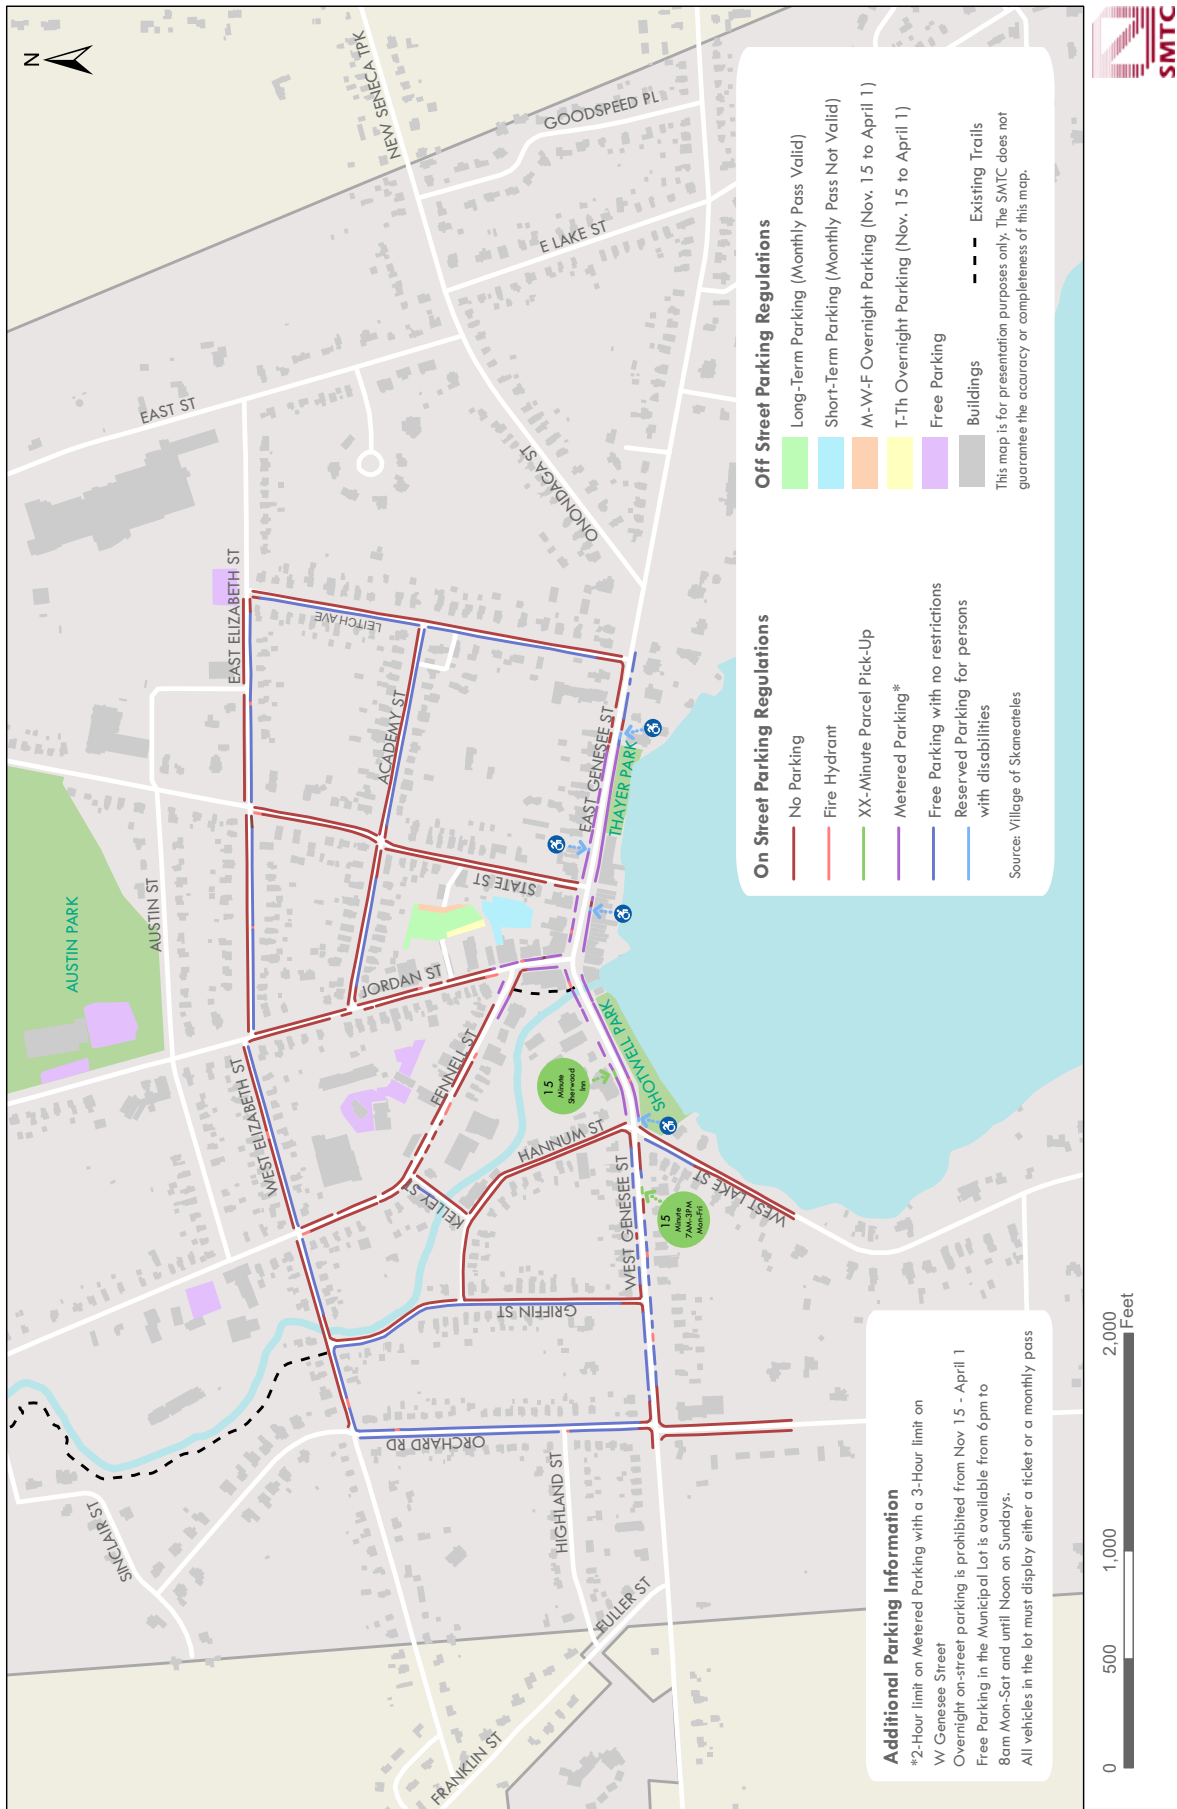 N
SMTC
NEW SENECA TPK
GOODSPEED PL
E LAKE ST
EAST ST
ONONDAGA ST
EAST ELIZABETH ST
LEITCH AVE
ACADEMY ST
EAST GENESEE ST
THAYER PARK
STATE ST
AUSTIN PARK
AUSTIN ST
JORDAN ST
FENNELL ST
WEST ELIZABETH ST
SHOTWELL PARK
15
Minute
Sherwood
Inn
HANNUM ST
KELLEY ST
WEST GENESEE ST
WEST LAKE ST
15
Minute
7AM-3PM
Mon-Fri
GRIFFIN ST
ORCHARD RD
HIGHLAND ST
SINCLAIR ST
FULLER ST
FRANKLIN ST
On Street Parking Regulations
No Parking
Fire Hydrant
XX-Minute Parcel Pick-Up
Metered Parking*
Free Parking with no restrictions
Reserved Parking for persons
with disabilities
Source: Village of Skaneateles
Off Street Parking Regulations
Long-Term Parking (Monthly Pass Valid)
Short-Term Parking (Monthly Pass Not Valid)
M-W-F Overnight Parking (Nov. 15 to April 1)
T-Th Overnight Parking (Nov. 15 to April 1)
Free Parking
Buildings
Existing Trails
This map is for presentation purposes only. The SMTC does not
guarantee the accuracy or completeness of this map.
Additional Parking Information
*2-Hour limit on Metered Parking with a 3-Hour limit on
W Genesee Street
Overnight on-street parking is prohibited from Nov 15 - April 1
Free Parking in the Municipal Lot is available from 6pm to
8am Mon-Sat and until Noon on Sundays.
All vehicles in the lot must display either a ticket or a monthly pass
0 500 1,000 2,000
Feet